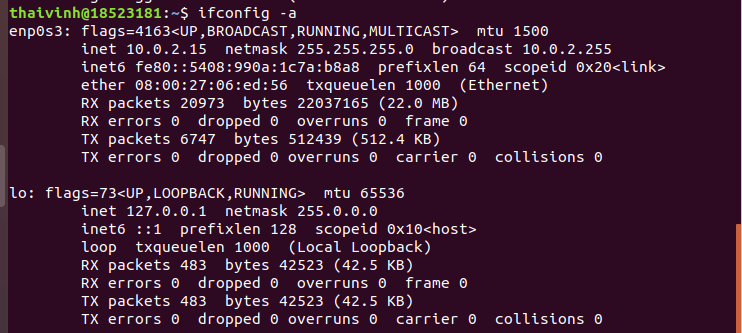 thaivinh@18523181:~$ ifconfig -a
enp0s3: flags=4163<UP,BROADCAST,RUNNING,MULTICAST>  mtu 1500
        inet 10.0.2.15  netmask 255.255.255.0  broadcast 10.0.2.255
        inet6 fe80::5408:990a:1c7a:b8a8  prefixlen 64  scopeid 0x20<link>
        ether 08:00:27:06:ed:56  txqueuelen 1000  (Ethernet)
        RX packets 20973  bytes 22037165 (22.0 MB)
        RX errors 0  dropped 0  overruns 0  frame 0
        TX packets 6747  bytes 512439 (512.4 KB)
        TX errors 0  dropped 0 overruns 0  carrier 0  collisions 0

lo: flags=73<UP,LOOPBACK,RUNNING>  mtu 65536
        inet 127.0.0.1  netmask 255.0.0.0
        inet6 ::1  prefixlen 128  scopeid 0x10<host>
        loop  txqueuelen 1000  (Local Loopback)
        RX packets 483  bytes 42523 (42.5 KB)
        RX errors 0  dropped 0  overruns 0  frame 0
        TX packets 483  bytes 42523 (42.5 KB)
        TX errors 0  dropped 0 overruns 0  carrier 0  collisions 0